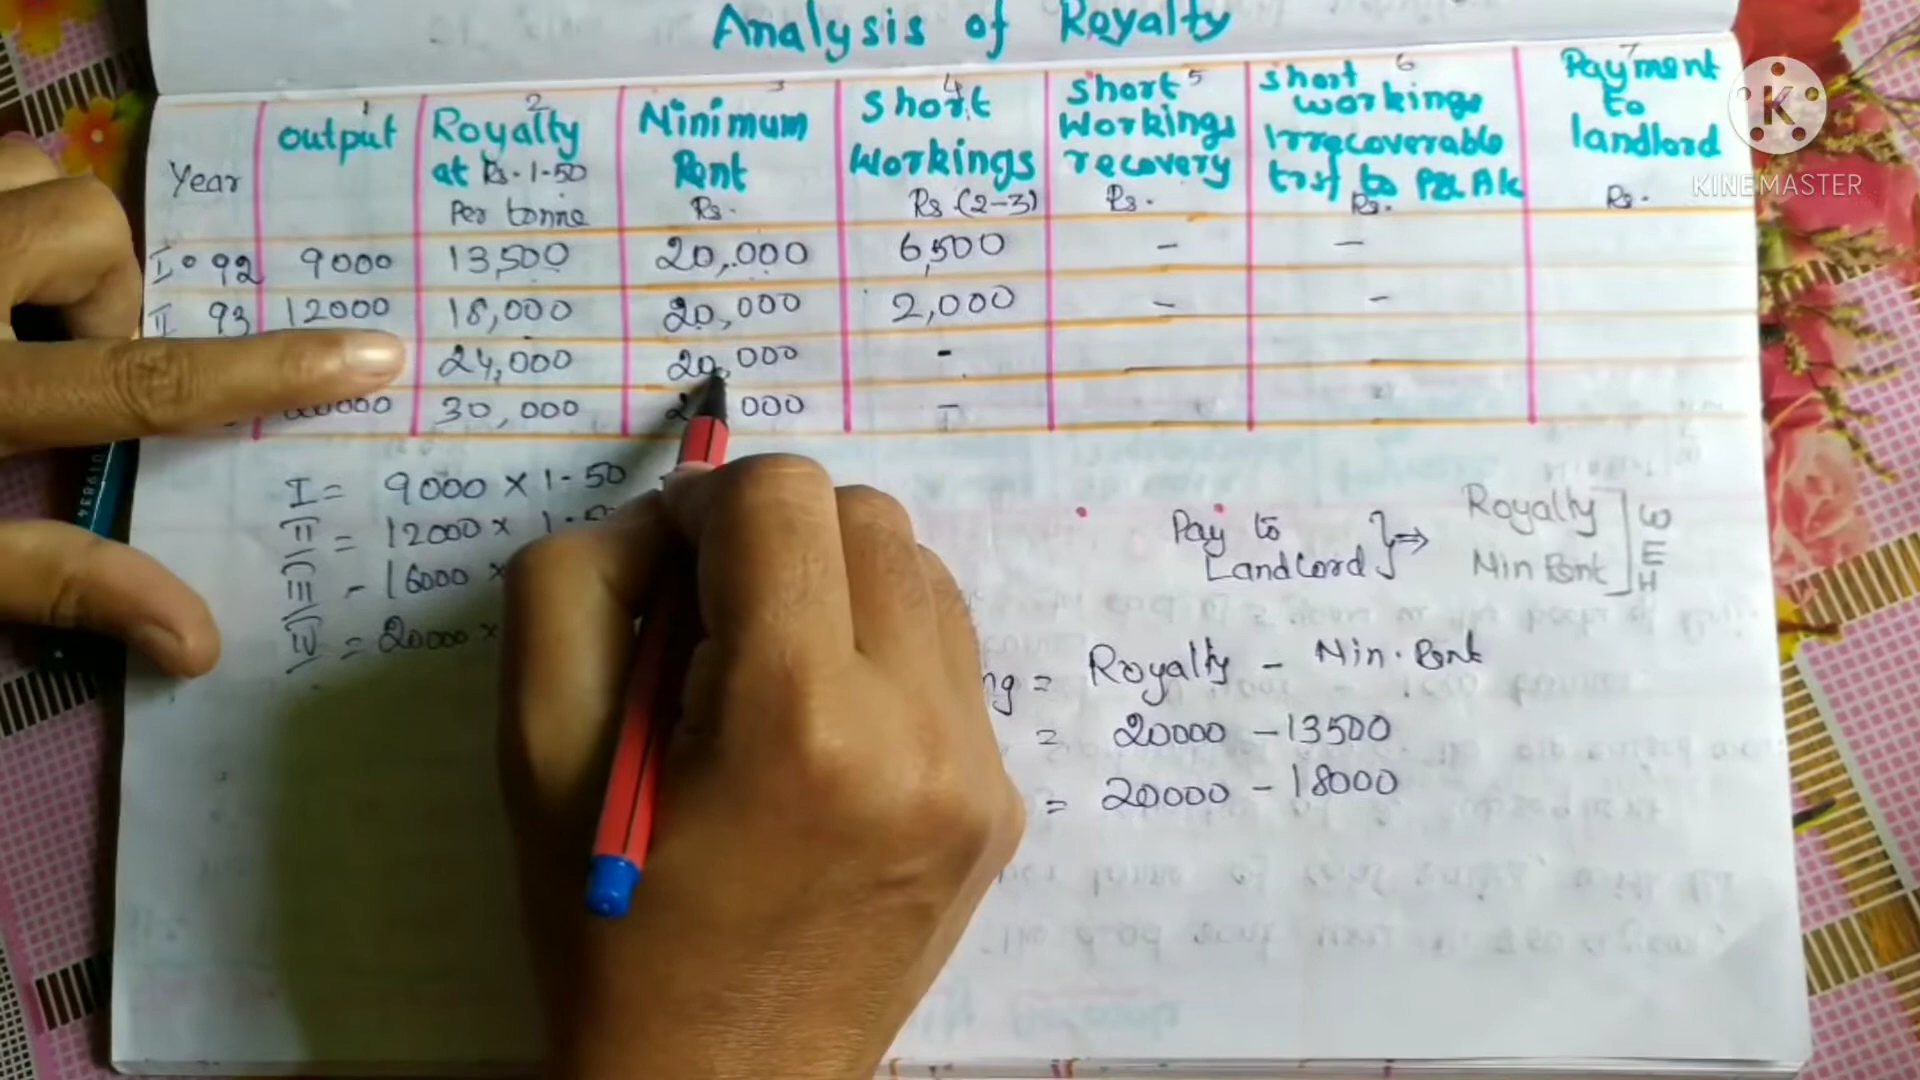 Analysis of Royalty
Year
1
output
2
Royalty
at Rs. 1-50
Per tonne
3
Minimum
Rent
Rs.
4
Short
Workings
Rs (2-3)
5
Short
Workings
recovery
Rs.
6
Short
workings
Irrecoverable
trsf to P&L A/c
Rs.
7
Payment
to
landlord
Rs.
I 92 9000 13,500 20,000 6,500 - -
II 93 12000 18,000 20,000 2,000 - -
24,000 20,000 -
20000 30,000 000 -
I = 9000 × 1-50
II = 12000 ×
III - 16000 ×
IV = 20000 ×
Pay to
Landlord } ⇒
Royalty
Min Rent
W
E
H
ng = Royalty - Min. Rent
= 20000 - 13500
= 20000 - 18000
K
KINEMASTER